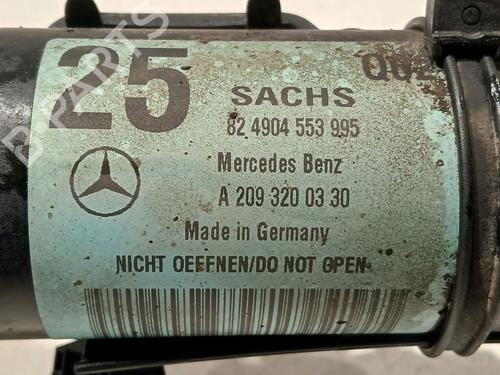 25
SACHS
82 4904 553 995
Mercedes Benz
A 209 320 03 30
Made in Germany
NICHT OEFFNEN/DO NOT OPEN
B-PARTS